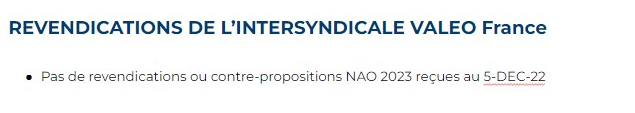 REVENDICATIONS DE L’INTERSYNDICALE VALEO France
• Pas de revendications ou contre-propositions NAO 2023 reçues au 5-DEC-22